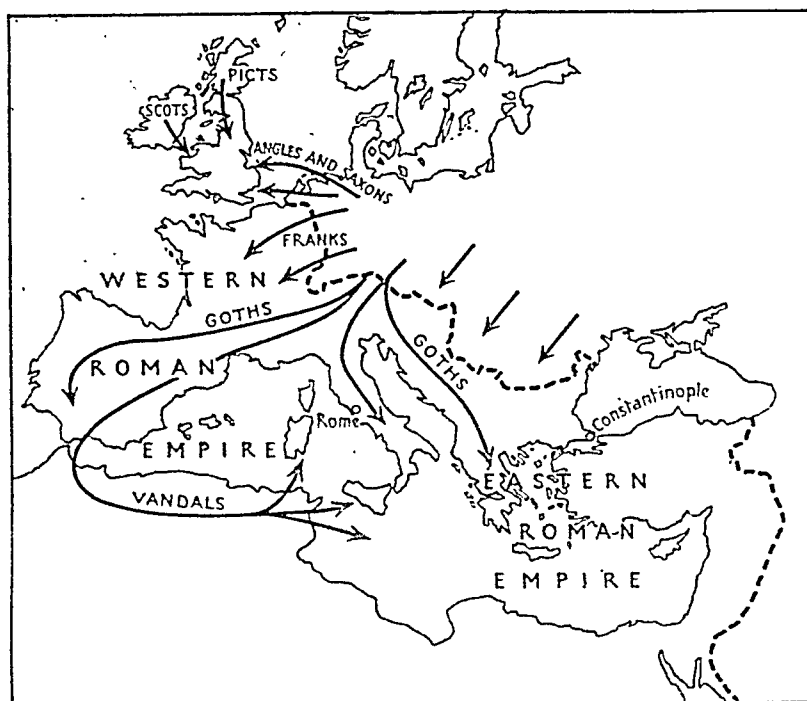 PICTS
SCOTS
ANGLES AND SAXONS
FRANKS
WESTERN
GOTHS
ROMAN
GOTHS
Rome
Constantinople
EMPIRE
EASTERN
VANDALS
ROMAN
EMPIRE